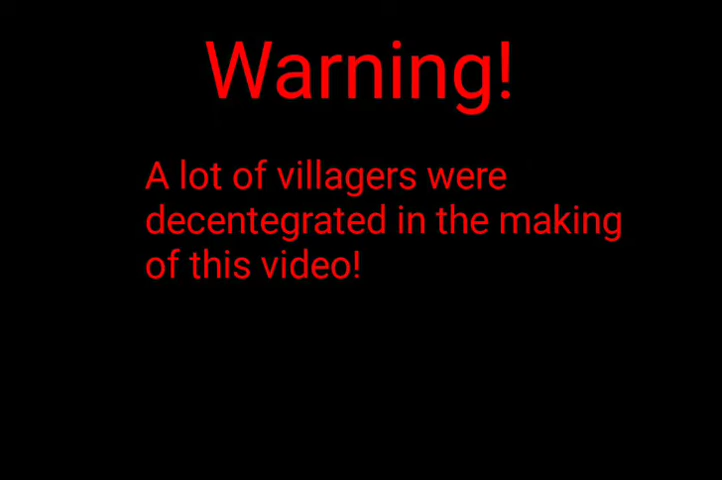 Warning!
A lot of villagers were
decentegrated in the making
of this video!